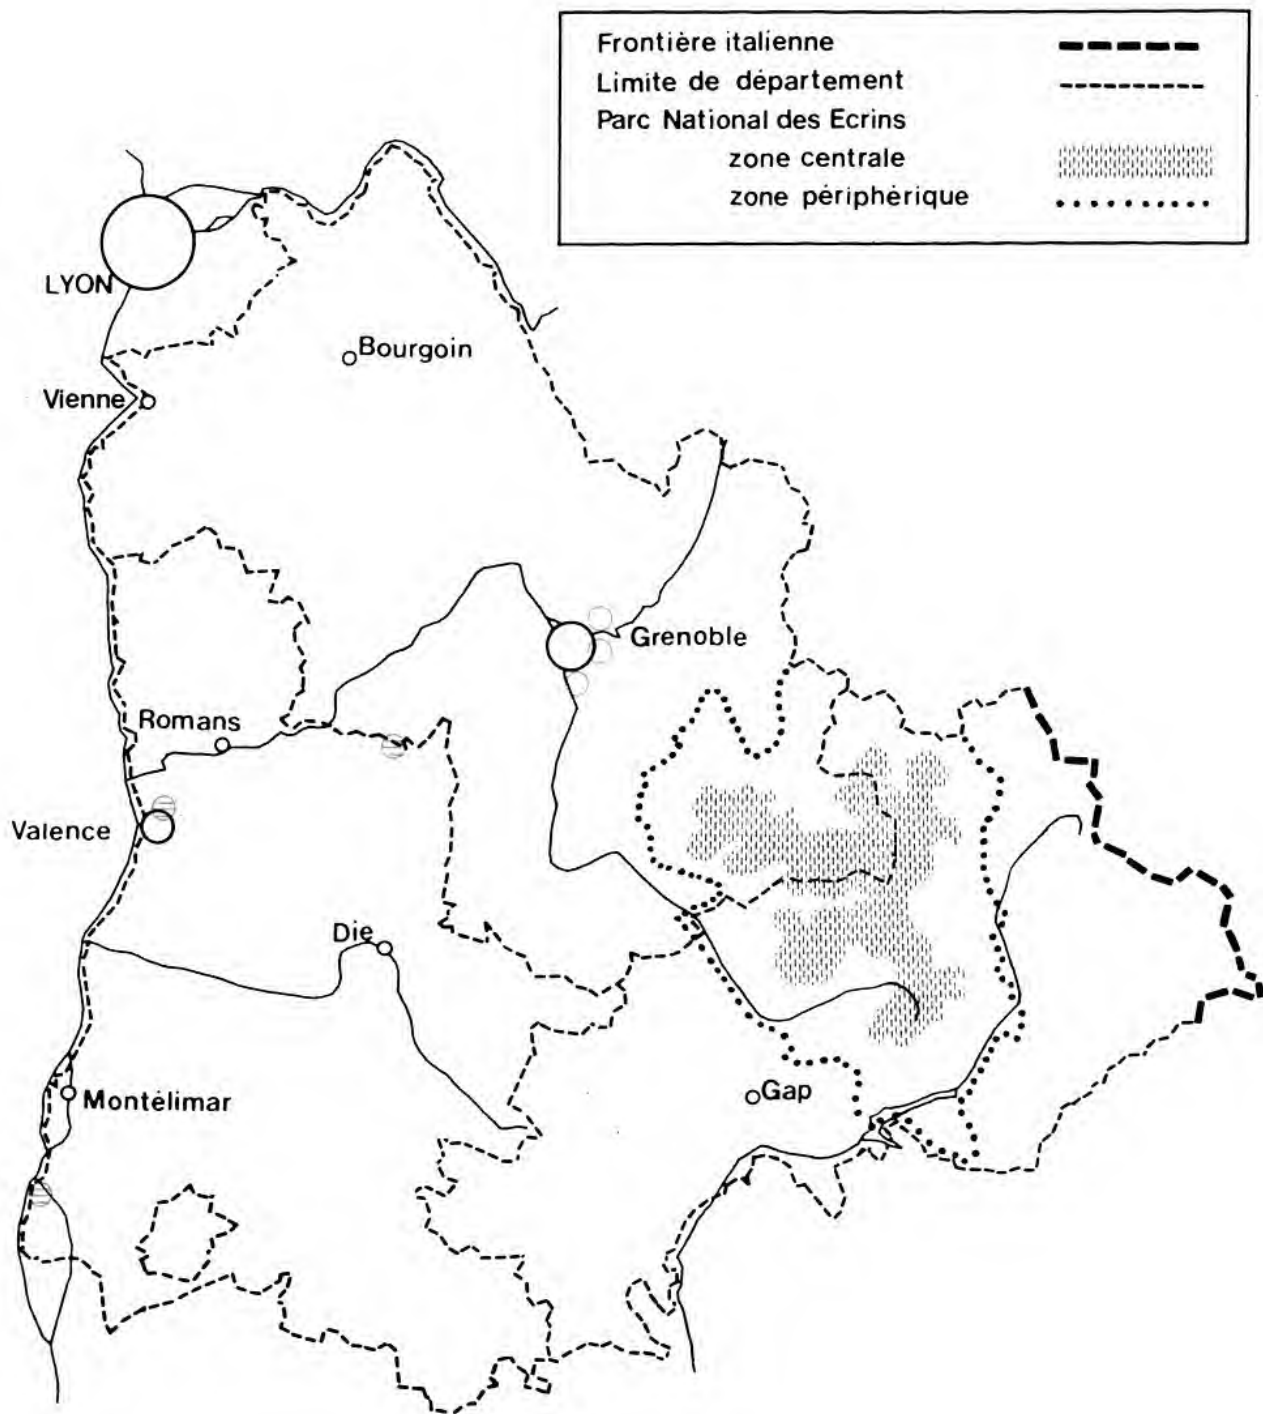 Frontière italienne
Limite de département
Parc National des Ecrins
zone centrale
zone périphérique
LYON
Bourgoin
Vienne
Grenoble
Romans
Valence
Die
Montélimar
Gap